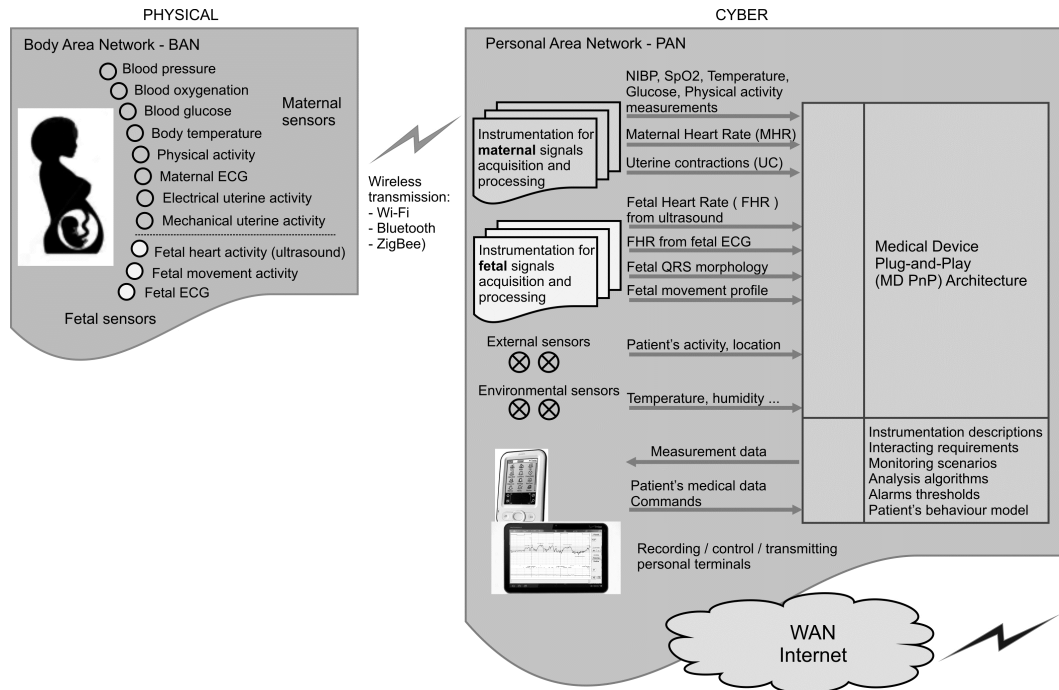 PHYSICAL
Body Area Network - BAN
Blood pressure
Blood oxygenation
Blood glucose
Body temperature
Physical activity
Maternal ECG
Electrical uterine activity
Mechanical uterine activity
Maternal
sensors
Fetal heart activity (ultrasound)
Fetal movement activity
Fetal ECG
Fetal sensors
Wireless
transmission:
- Wi-Fi
- Bluetooth
- ZigBee)
CYBER
Personal Area Network - PAN
Instrumentation for
maternal signals
acquisition and
processing
NIBP, SpO2, Temperature,
Glucose, Physical activity
measurements
Maternal Heart Rate (MHR)
Uterine contractions (UC)
Instrumentation for
fetal signals
acquisition and
processing
Fetal Heart Rate ( FHR )
from ultrasound
FHR from fetal ECG
Fetal QRS morphology
Fetal movement profile
External sensors
Patient's activity, location
Environmental sensors
Temperature, humidity ...
Medical Device
Plug-and-Play
(MD PnP) Architecture
Instrumentation descriptions
Interacting requirements
Monitoring scenarios
Analysis algorithms
Alarms thresholds
Patient's behaviour model
Measurement data
Patient's medical data
Commands
Recording / control / transmitting
personal terminals
WAN
Internet